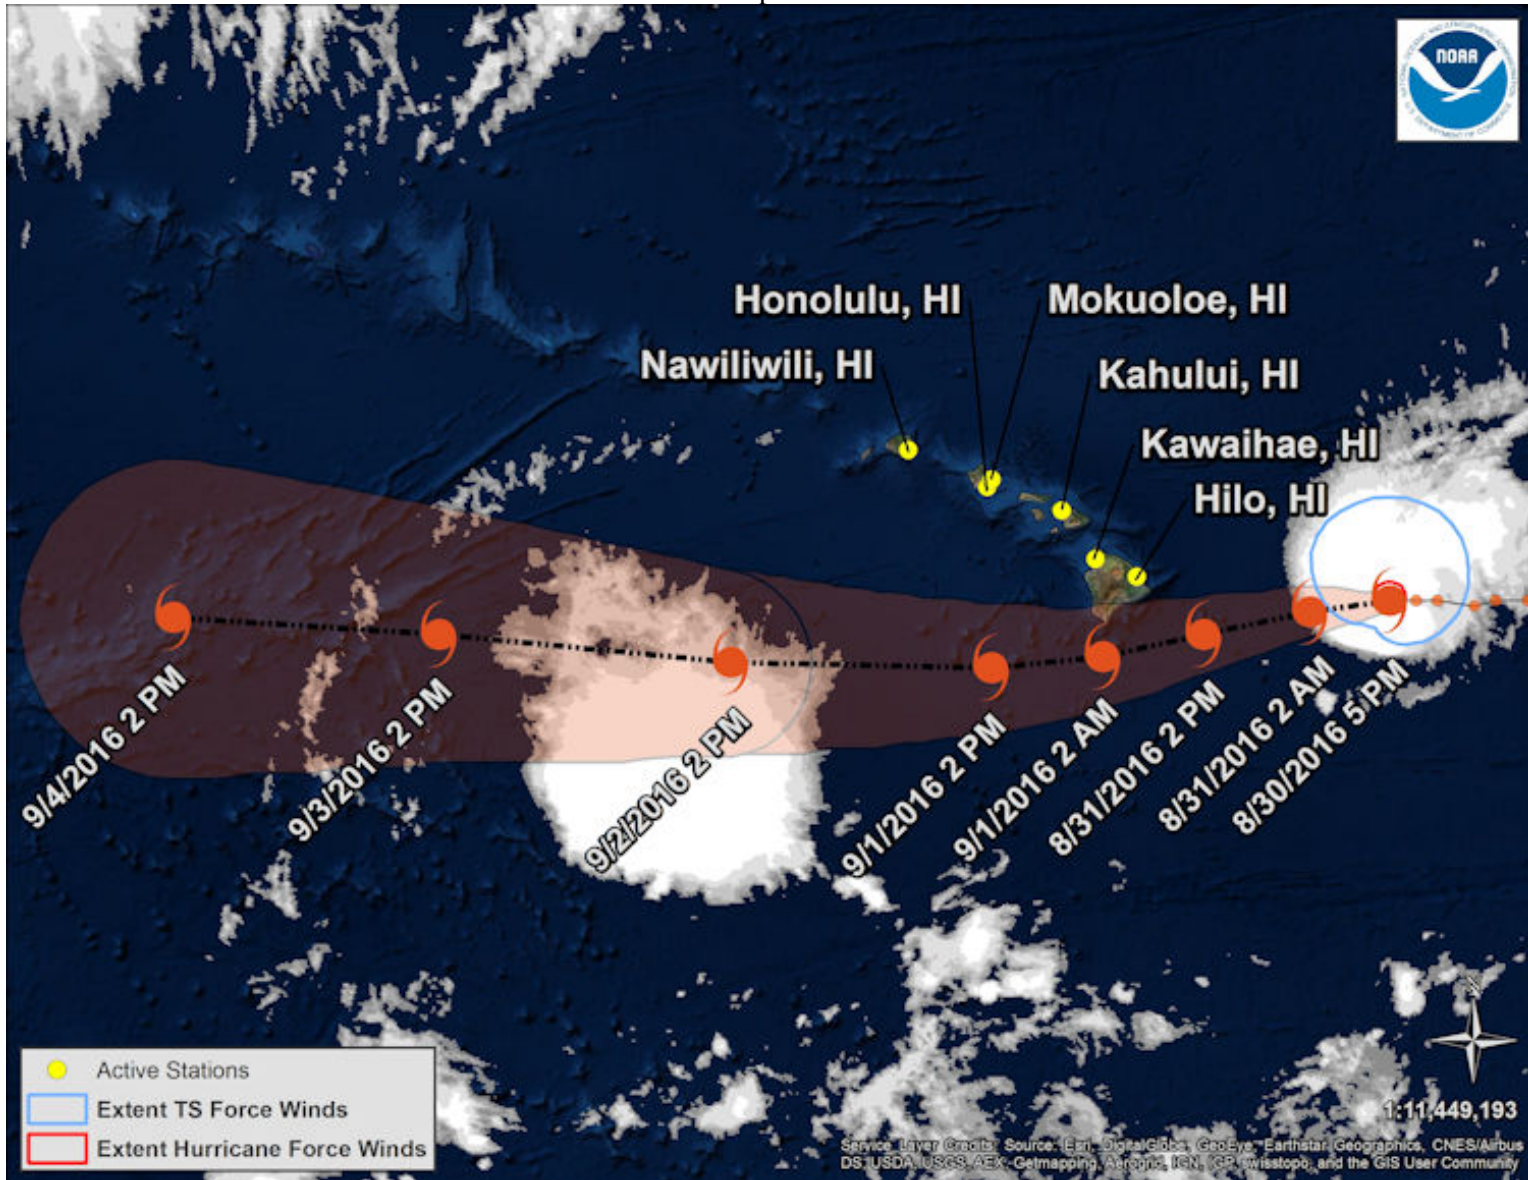 NOAA
Honolulu, HI
Mokuoloe, HI
Nawiliwili, HI
Kahului, HI
Kawaihae, HI
Hilo, HI
9/4/2016 2 PM
9/3/2016 2 PM
9/2/2016 2 PM
9/1/2016 2 PM
9/1/2016 2 AM
8/31/2016 2 PM
8/31/2016 2 AM
8/30/2016 5 PM
N
Active Stations
Extent TS Force Winds
Extent Hurricane Force Winds
1:11,449,193
Service Layer Credits: Source: Esri, DigitalGlobe, GeoEye, Earthstar Geographics, CNES/Airbus
DS, USDA, USGS, AEX, Getmapping, Aerogrid, IGN, IGP, swisstopo, and the GIS User Community